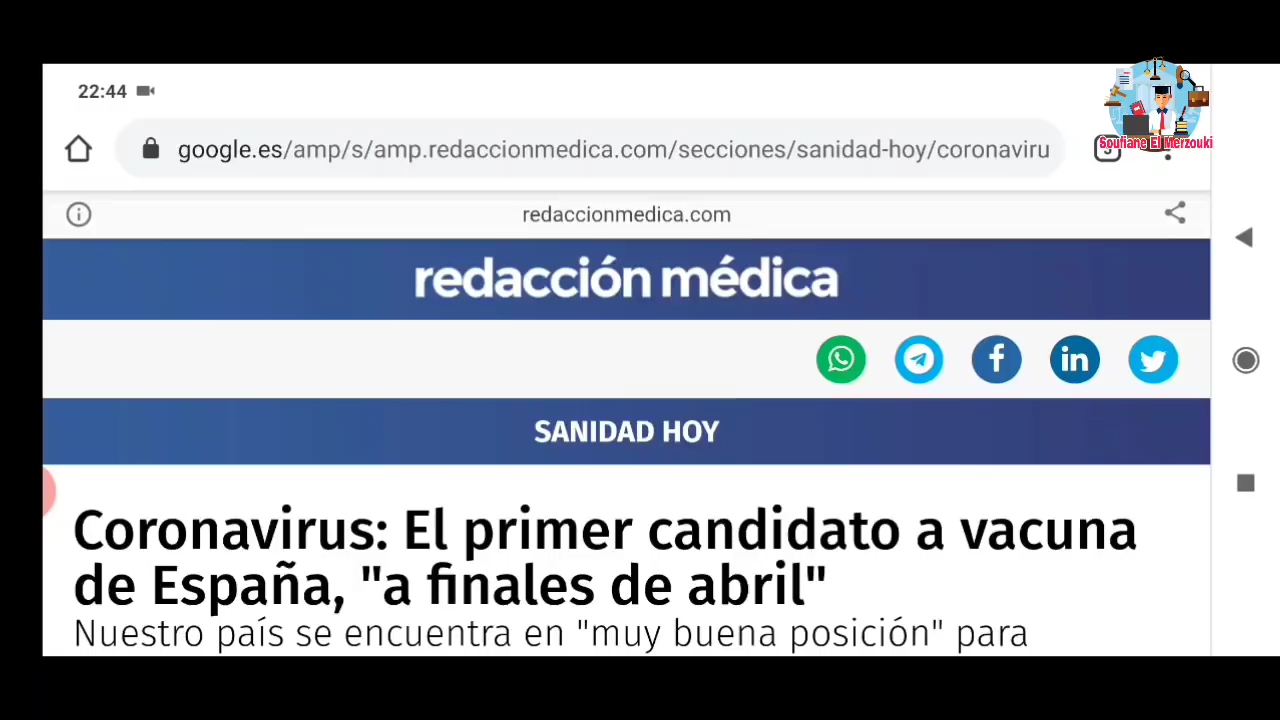 22:44
google.es/amp/s/amp.redaccionmedica.com/secciones/sanidad-hoy/coronaviru
Soufiane El Merzouki
redaccionmedica.com
redacción médica
SANIDAD HOY
Coronavirus: El primer candidato a vacuna
de España, "a finales de abril"
Nuestro país se encuentra en "muy buena posición" para